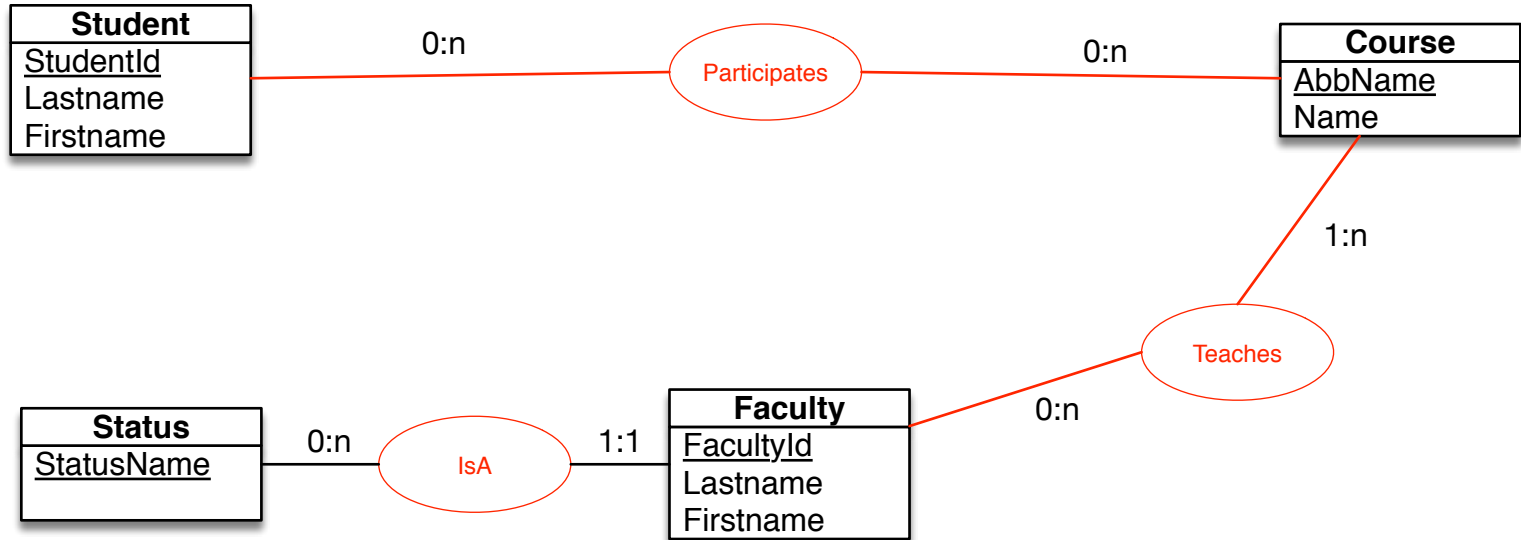 Student
StudentId
Lastname
Firstname
0:n
Participates
0:n
Course
AbbName
Name
1:n
Teaches
0:n
Status
StatusName
0:n
IsA
1:1
Faculty
FacultyId
Lastname
Firstname